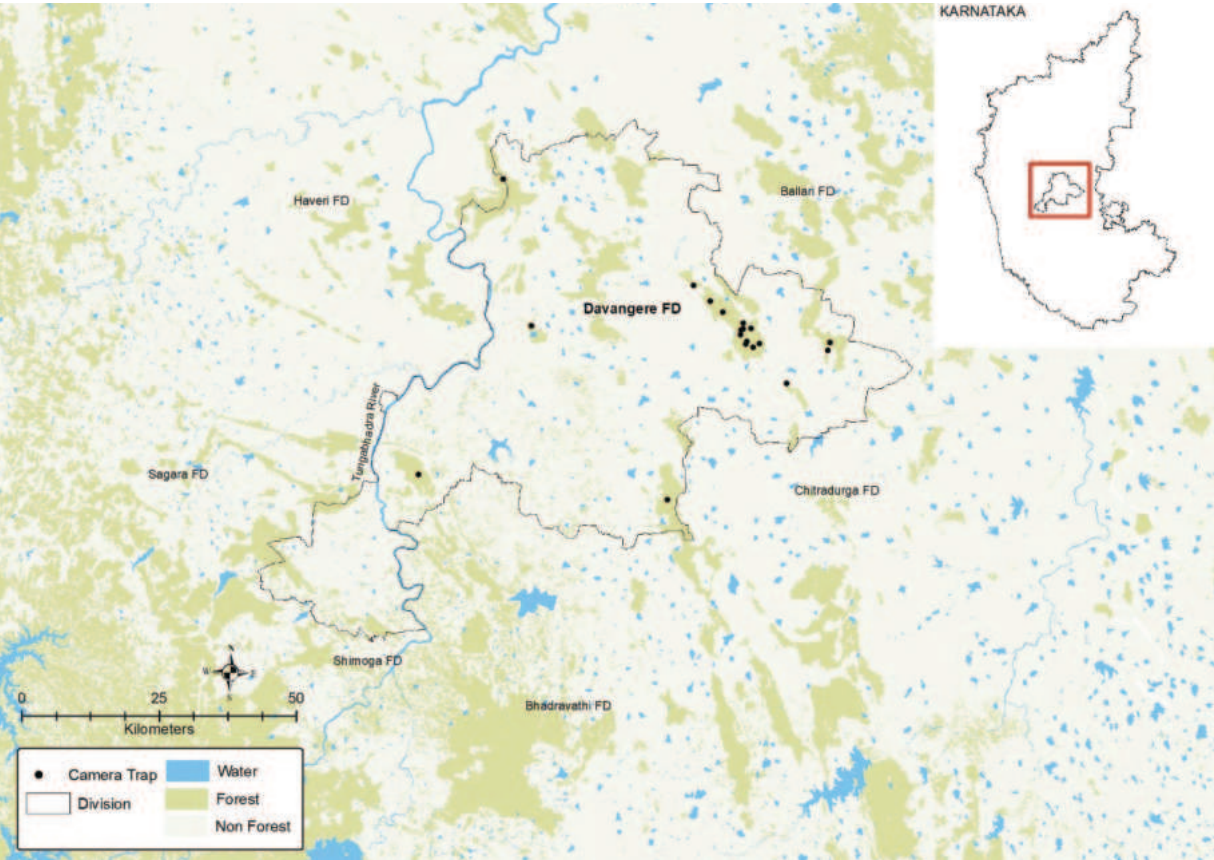 KARNATAKA
Haveri FD
Ballari FD
Davangere FD
Tungabhadra River
Sagara FD
Chitradurga FD
Shimoga FD
Bhadravathi FD
N
W E
S
0 25 50
Kilometers
Camera Trap
Division
Water
Forest
Non Forest